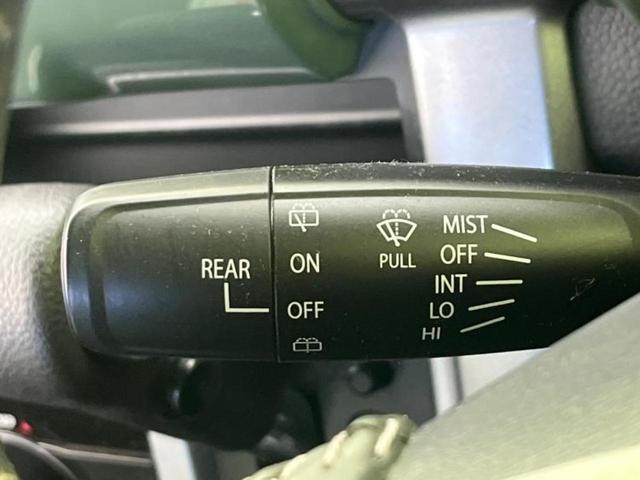 REAR
ON
OFF
PULL
MIST
OFF
INT
LO
HI